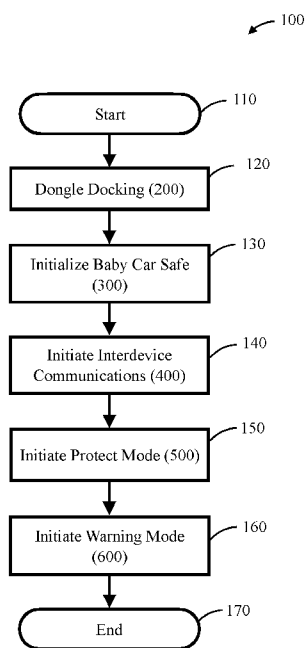 100
Start
110
Dongle Docking (200)
120
Initialize Baby Car Safe
(300)
130
Initiate Interdevice
Communications (400)
140
Initiate Protect Mode (500)
150
Initiate Warning Mode
(600)
160
End
170